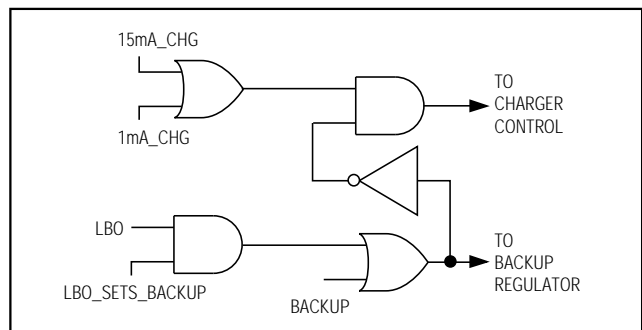 15mA_CHG
1mA_CHG
TO
CHARGER
CONTROL
LBO
LBO_SETS_BACKUP
BACKUP
TO
BACKUP
REGULATOR